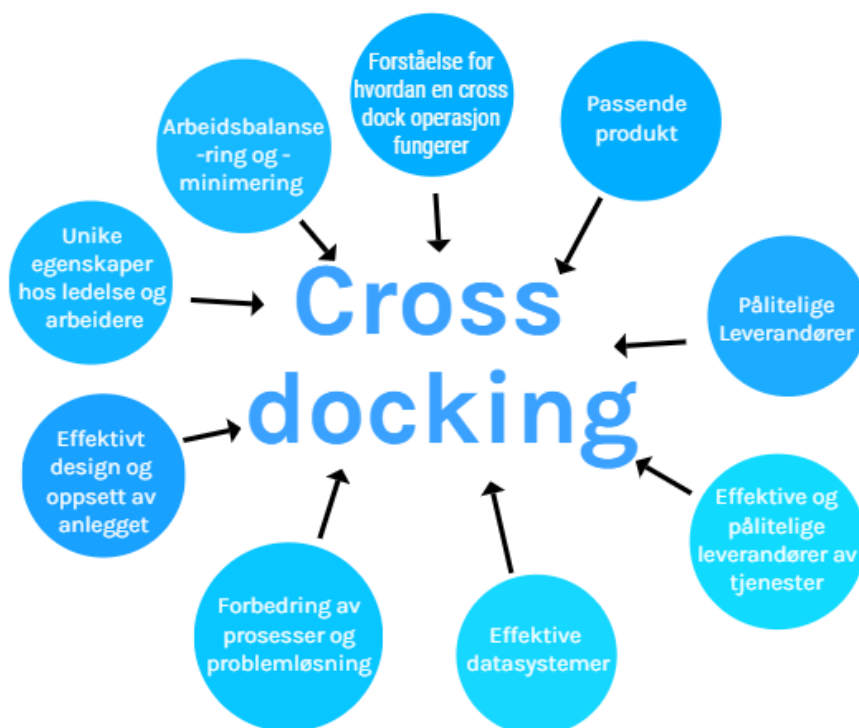 Forståelse for
hvordan en cross
dock operasjon
fungerer
Passende
produkt
Arbeidsbalanse
-ring og -
minimering
Unike
egenskaper
hos ledelse og
arbeidere
Cross
docking
Pålitelige
Leverandører
Effektivt
design og
oppsett av
anlegget
Effektive og
pålitelige
leverandører av
tjenester
Forbedring av
prosesser og
problemløsning
Effektive
datasystemer